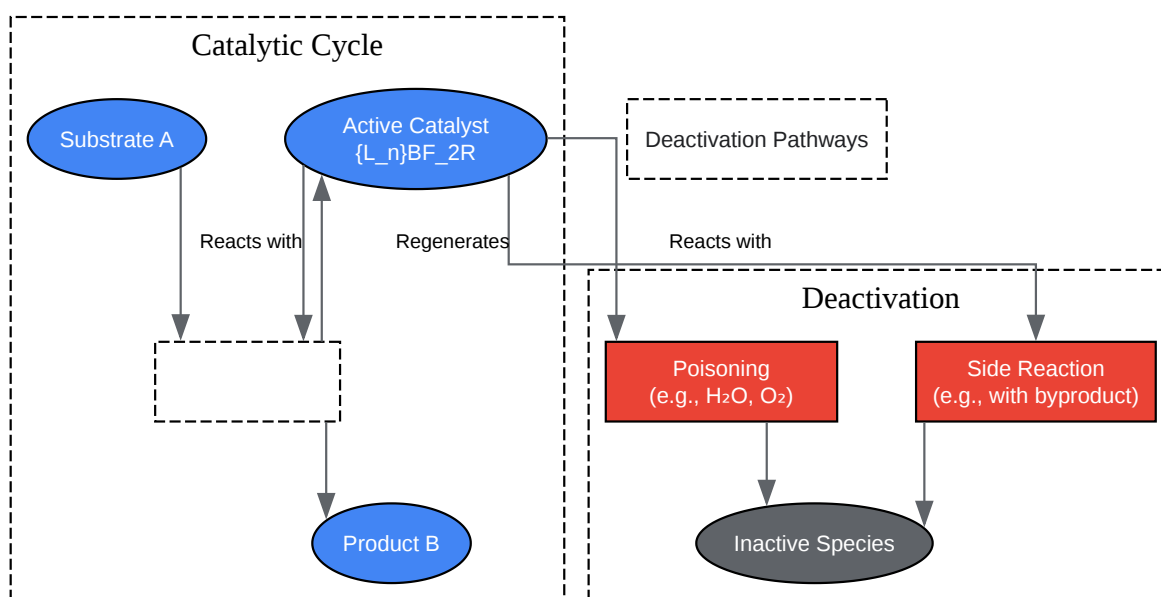 Catalytic Cycle
Substrate A
Active Catalyst
{L_n}BF_2R
Deactivation Pathways
Reacts with
Regenerates
Reacts with
Deactivation
Poisoning
(e.g., H₂O, O₂)
Side Reaction
(e.g., with byproduct)
Product B
Inactive Species